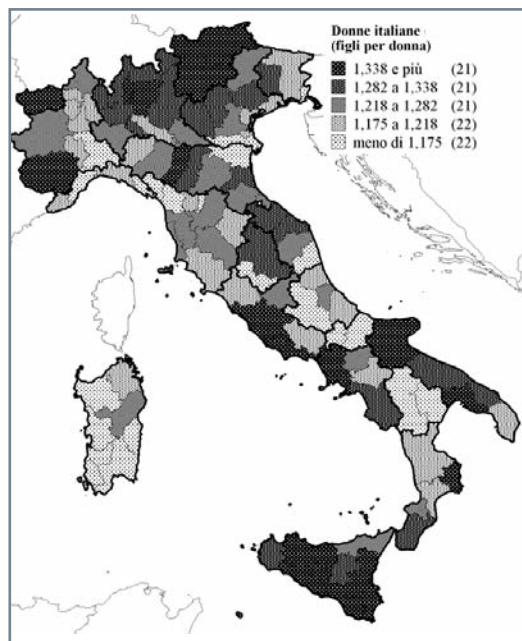 Donne italiane
(figli per donna)
1,338 e più (21)
1,282 a 1,338 (21)
1,218 a 1,282 (21)
1,175 a 1,218 (22)
meno di 1,175 (22)